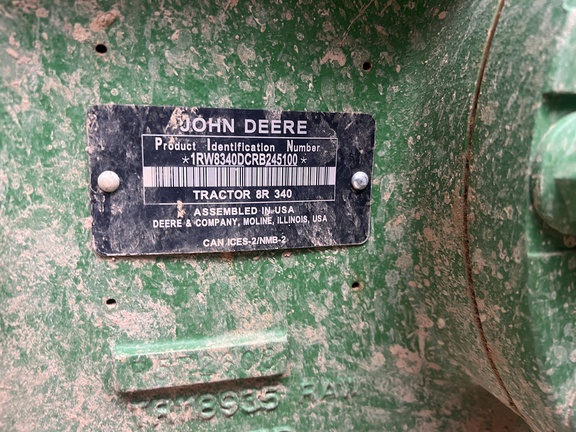 JOHN DEERE
Product Identification Number
*1RW8340DCRB245100*
TRACTOR 8R 340
ASSEMBLED IN USA
DEERE & COMPANY, MOLINE, ILLINOIS, USA
CAN ICES-2/NMB-2